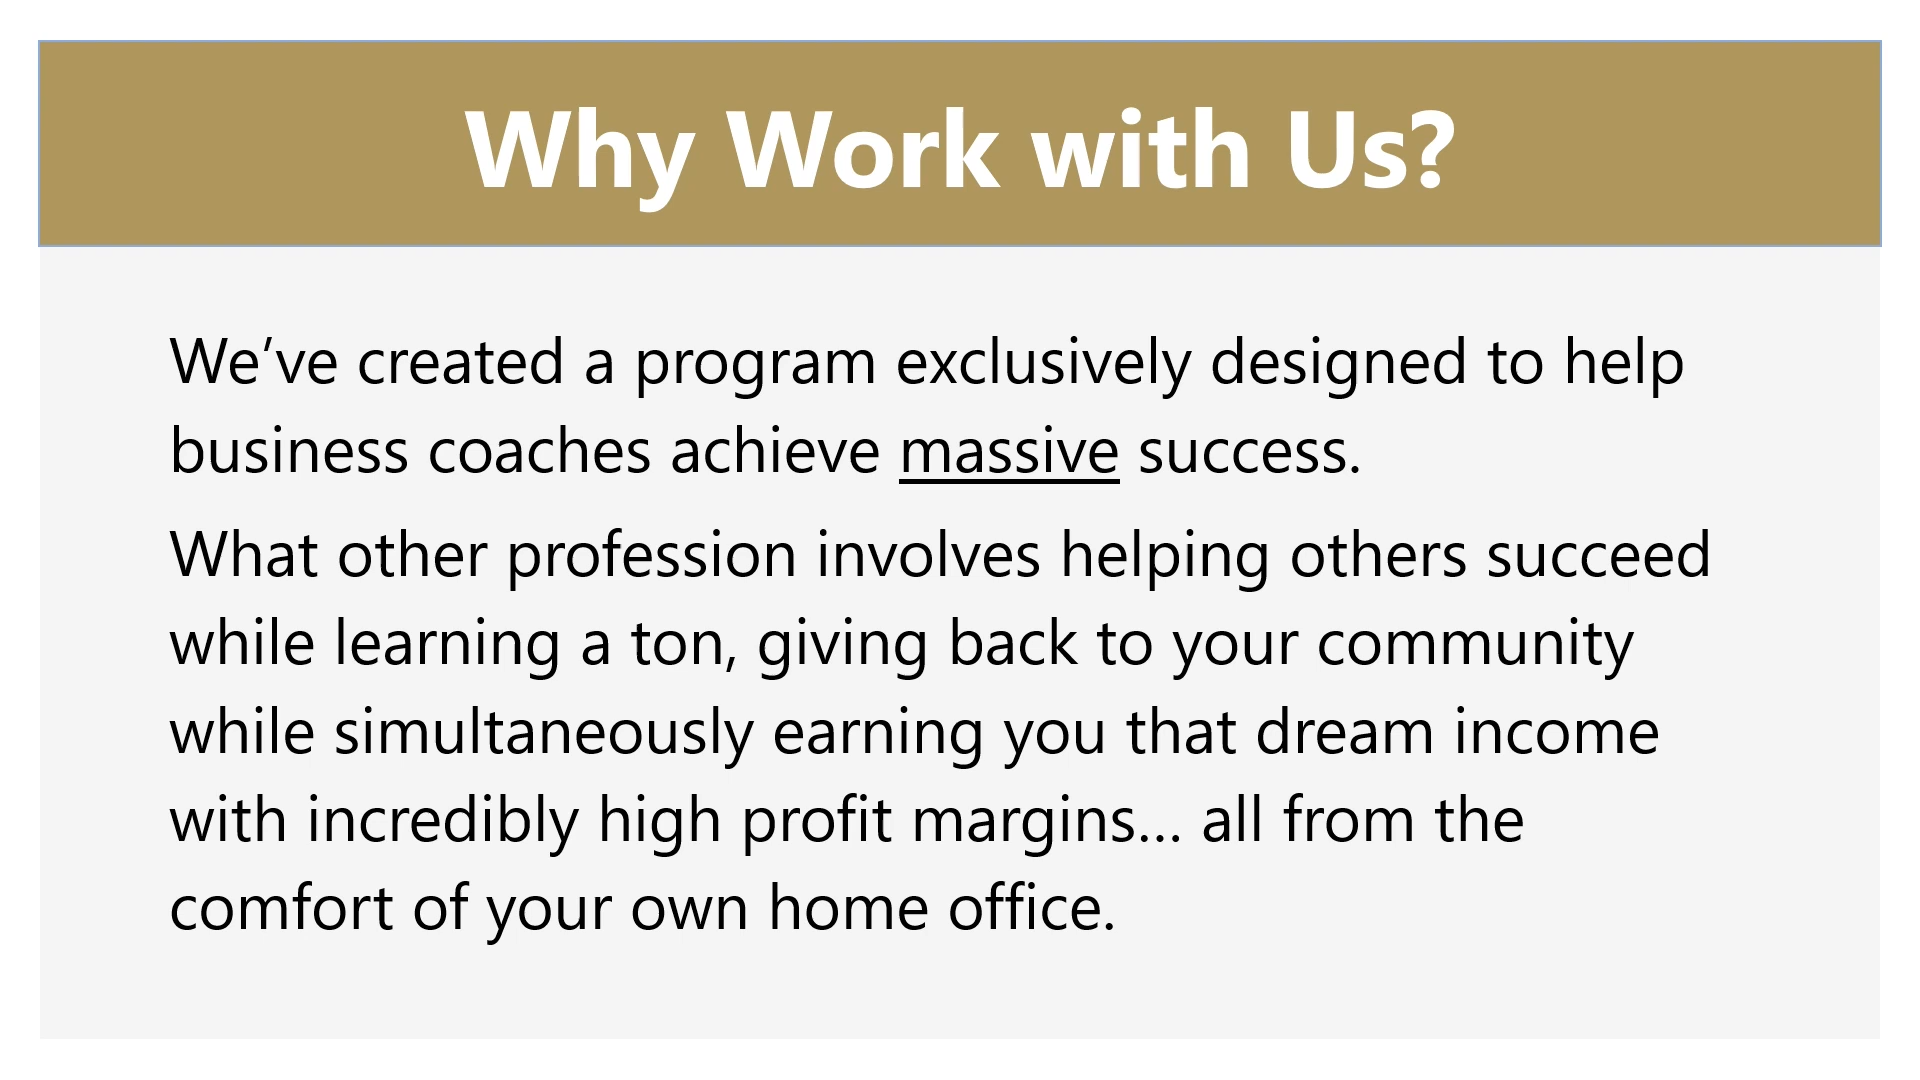 Why Work with Us?
We’ve created a program exclusively designed to help
business coaches achieve massive success.
What other profession involves helping others succeed
while learning a ton, giving back to your community
while simultaneously earning you that dream income
with incredibly high profit margins… all from the
comfort of your own home office.